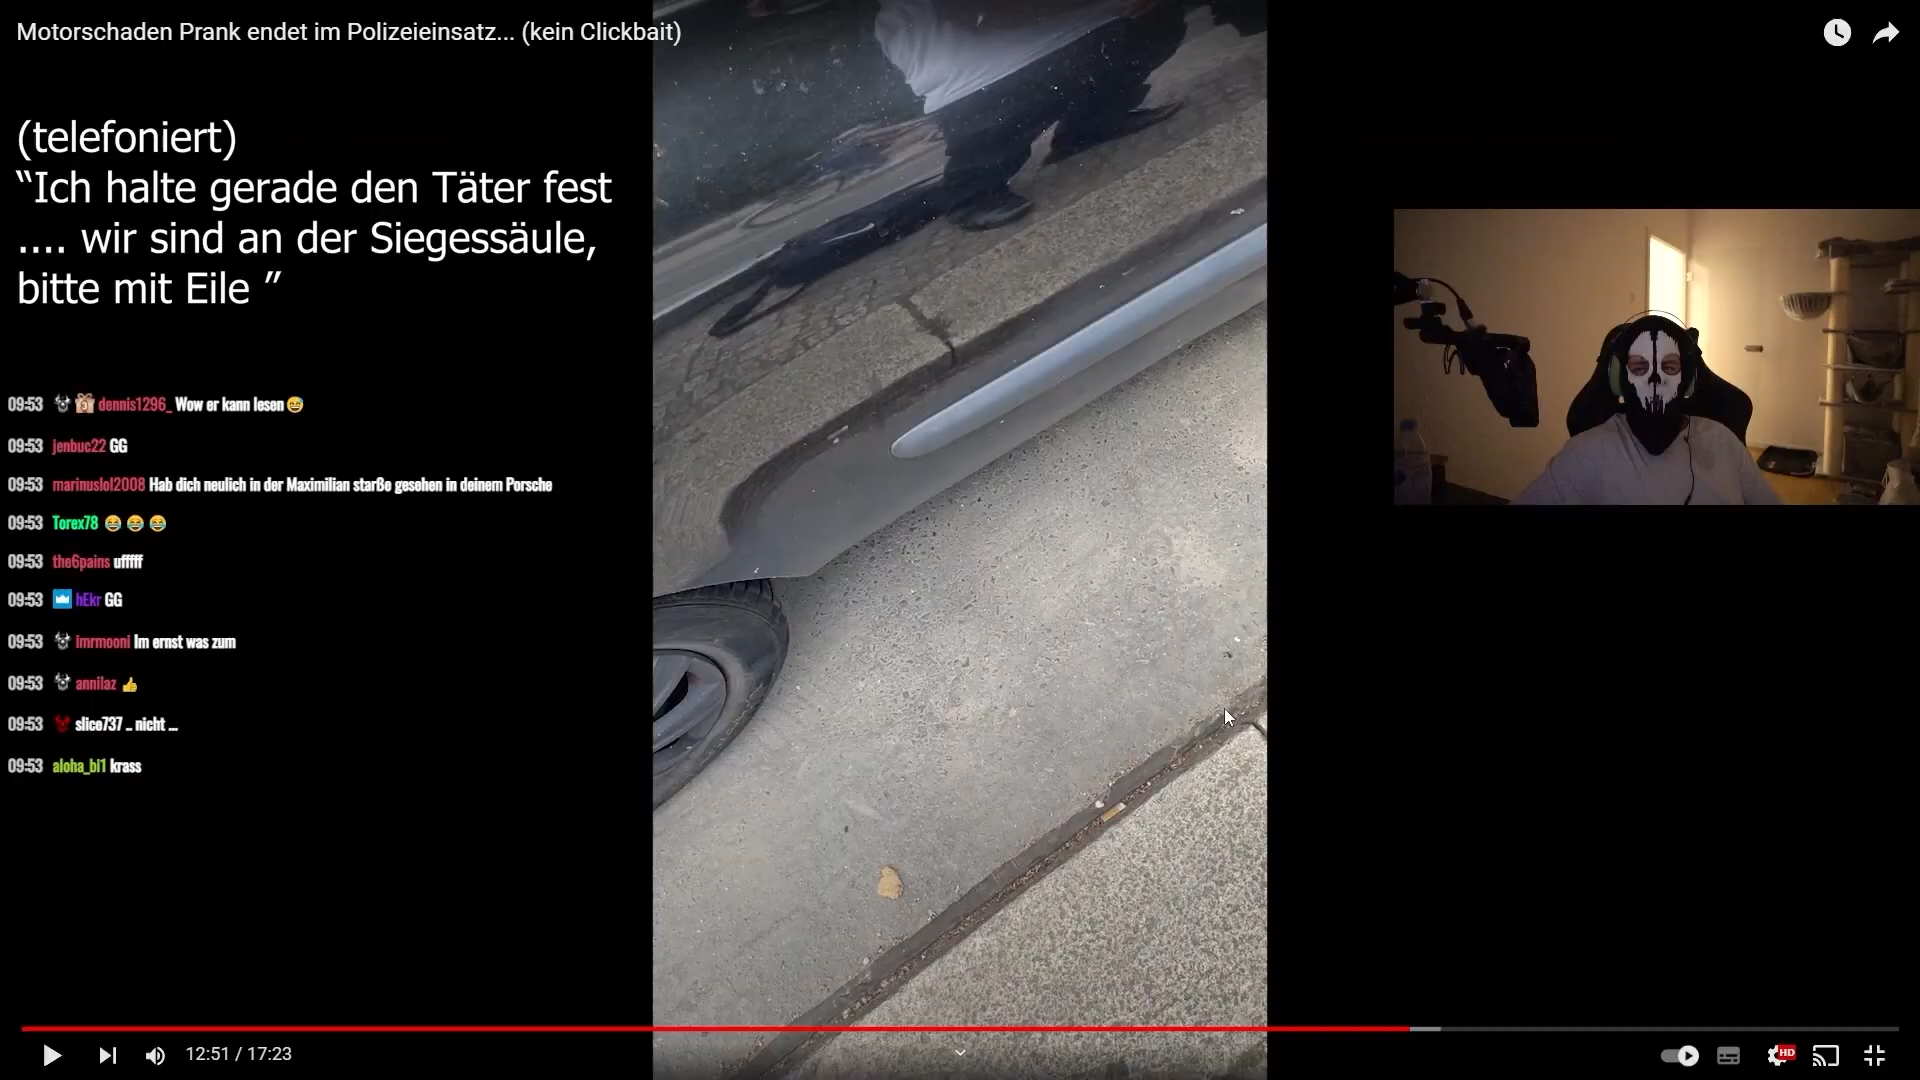 Motorschaden Prank endet im Polizeieinsatz... (kein Clickbait)
(telefoniert)
“Ich halte gerade den Täter fest
.... wir sind an der Siegessäule,
bitte mit Eile ”
09:53 dennis1296_ Wow er kann lesen 😅
09:53 jenbuc22 GG
09:53 marinuslol2008 Hab dich neulich in der Maximilian starße gesehen in deinem Porsche
09:53 Torex78 😂 😂 😂
09:53 the6pains ufffff
09:53 hEkr GG
09:53 imrmooni Im ernst was zum
09:53 annilaz 👍
09:53 slice737 .. nicht ...
09:53 aloha_bi1 krass
12:51 / 17:23
HD